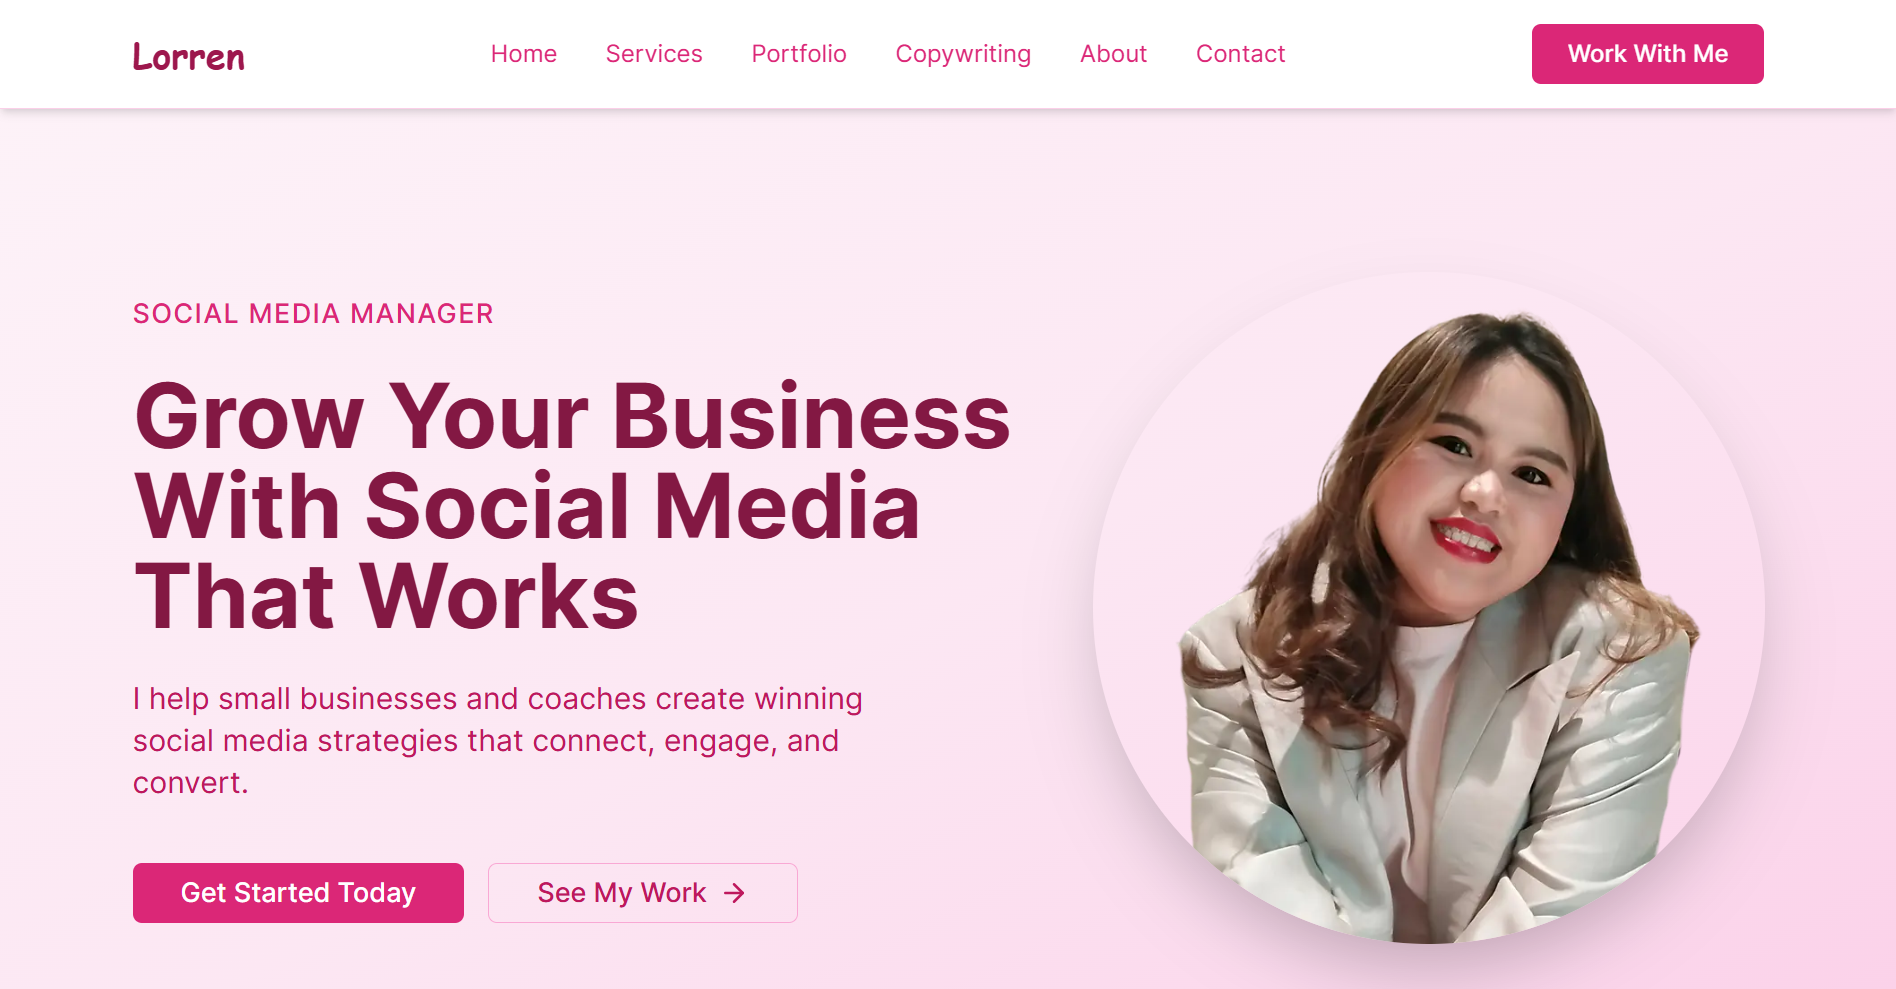 Lorren
Home
Services
Portfolio
Copywriting
About
Contact
Work With Me
SOCIAL MEDIA MANAGER
Grow Your Business
With Social Media
That Works
I help small businesses and coaches create winning
social media strategies that connect, engage, and
convert.
Get Started Today
See My Work →